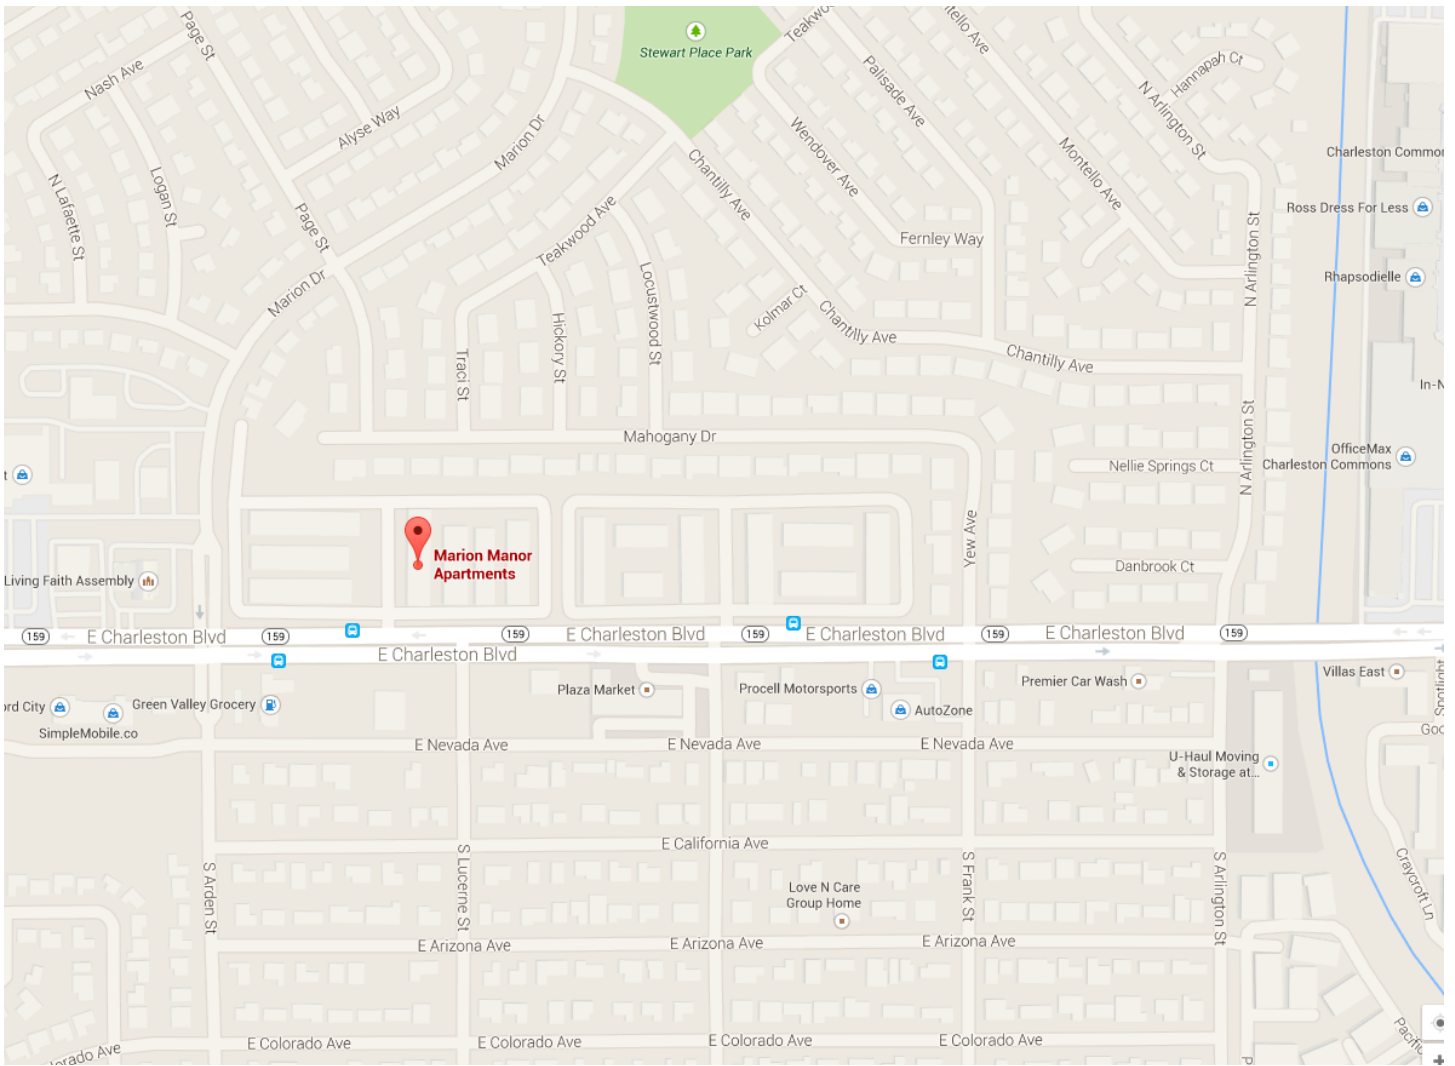 Stewart Place Park
Page St
Nash Ave
Alyse Way
Marion Dr
Palisade Ave
Hannapah Ct
N Arlington St
Wendover Ave
Montello Ave
Charleston
Logan St
N Lafaette St
Chantilly Ave
Ross Dress For Less
Page St
Teakwood Ave
Fernley Way
N Arlington St
Rhapsodielle
Marion Dr
Locustwood St
Kolmar Ct
Chantilly Ave
Hickory St
Traci St
Chantilly Ave
Mahogany Dr
N Arlington St
Nellie Springs Ct
OfficeMax
Charleston Commons
Yew Ave
Marion Manor
Apartments
Danbrook Ct
Living Faith Assembly
159
E Charleston Blvd
159
159
E Charleston Blvd
159
E Charleston Blvd
159
E Charleston Blvd
159
E Charleston Blvd
Plaza Market
Procell Motorsports
Premier Car Wash
Villas East
Spotlight
rd City
Green Valley Grocery
AutoZone
SimpleMobile.co
E Nevada Ave
E Nevada Ave
E Nevada Ave
U-Haul Moving
& Storage at...
E California Ave
S Arden St
S Lucerne St
Love N Care
Group Home
S Frank St
S Arlington St
Craycroft Ln
E Arizona Ave
E Arizona Ave
E Arizona Ave
E Colorado Ave
E Colorado Ave
E Colorado Ave
E Colorado Ave